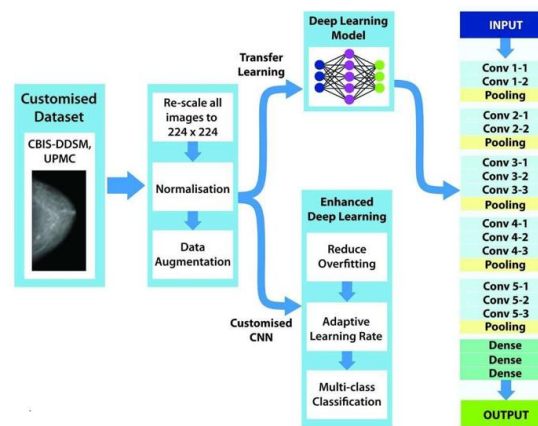 Customised
Dataset
CBIS-DDSM,
UPMC
Re-scale all
images to
224 x 224
Normalisation
Data
Augmentation
Transfer
Learning
Customised
CNN
Deep Learning
Model
Enhanced
Deep Learning
Reduce
Overfitting
Adaptive
Learning Rate
Multi-class
Classification
INPUT
Conv 1-1
Conv 1-2
Pooling
Conv 2-1
Conv 2-2
Pooling
Conv 3-1
Conv 3-2
Conv 3-3
Pooling
Conv 4-1
Conv 4-2
Conv 4-3
Pooling
Conv 5-1
Conv 5-2
Conv 5-3
Pooling
Dense
Dense
Dense
OUTPUT